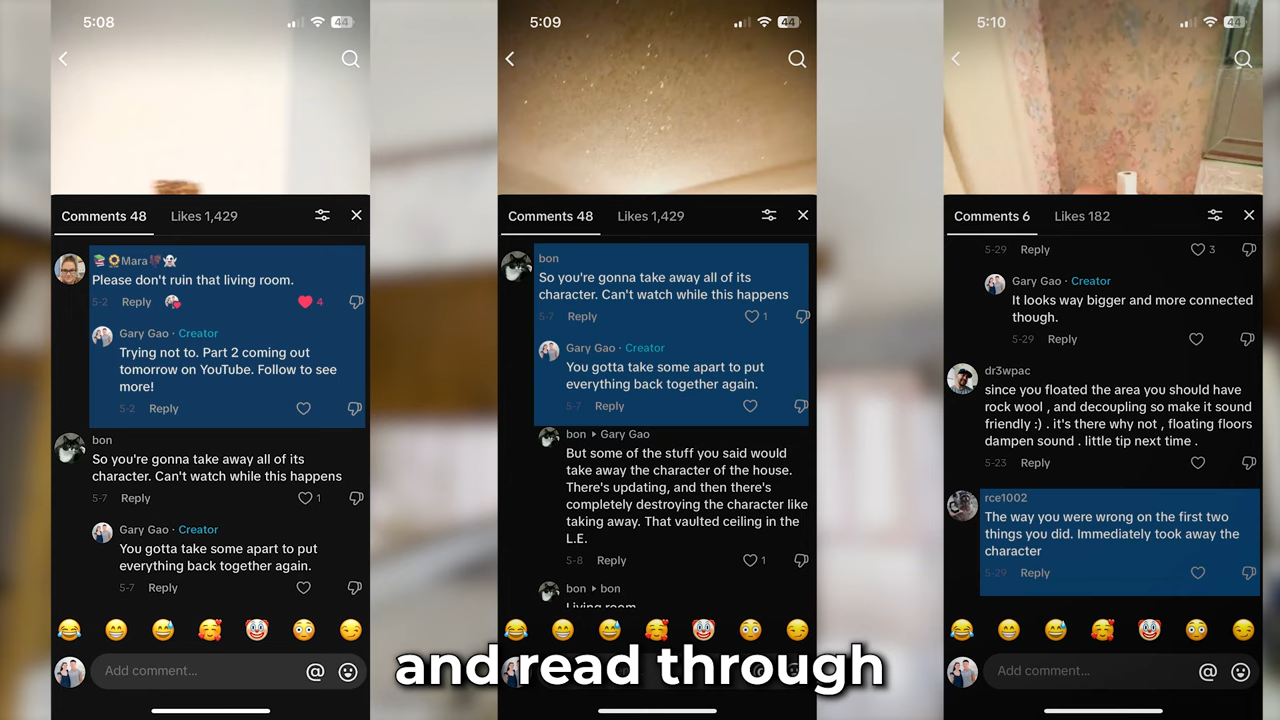 5:08
44
Comments 48
Likes 1,429
📚🌻Mara
👻
Please don't ruin that living room.
5-2
Reply
4
Gary Gao · Creator
Trying not to. Part 2 coming out
tomorrow on YouTube. Follow to see
more!
5-2
Reply
bon
So you're gonna take away all of its
character. Can't watch while this happens
5-7
Reply
1
Gary Gao · Creator
You gotta take some apart to put
everything back together again.
5-7
Reply
Add comment...
@
5:09
44
Comments 48
Likes 1,429
bon
So you're gonna take away all of its
character. Can't watch while this happens
5-7
Reply
1
Gary Gao · Creator
You gotta take some apart to put
everything back together again.
5-7
Reply
bon ▸ Gary Gao
But some of the stuff you said would
take away the character of the house.
There's updating, and then there's
completely destroying the character like
taking away. That vaulted ceiling in the
L.E.
5-8
Reply
1
bon ▸ bon
Living room
5:10
44
Comments 6
Likes 182
5-29
Reply
3
Gary Gao · Creator
It looks way bigger and more connected
though.
5-29
Reply
dr3wpac
since you floated the area you should have
rock wool , and decoupling so make it sound
friendly :) . it's there why not , floating floors
dampen sound . little tip next time .
5-23
Reply
rce1002
The way you were wrong on the first two
things you did. Immediately took away the
character
5-29
Reply
Add comment...
@
and read through